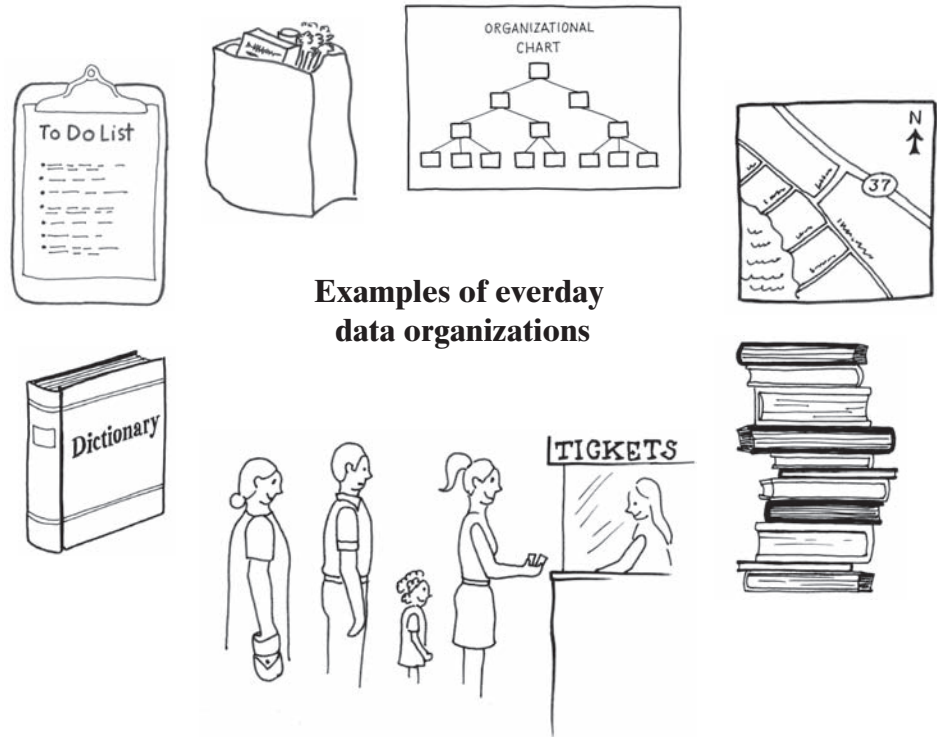 ORGANIZATIONAL
CHART
To Do List
N
37
Examples of everday
data organizations
Dictionary
TICKETS